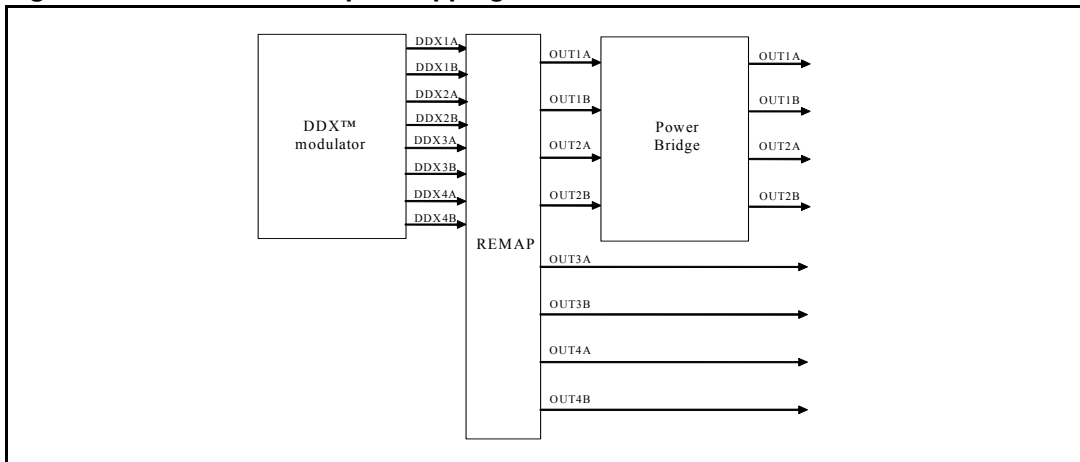 DDX™
modulator
DDX1A
DDX1B
DDX2A
DDX2B
DDX3A
DDX3B
DDX4A
DDX4B
REMAP
OUT1A
OUT1B
OUT2A
OUT2B
OUT3A
OUT3B
OUT4A
OUT4B
Power
Bridge
OUT1A
OUT1B
OUT2A
OUT2B